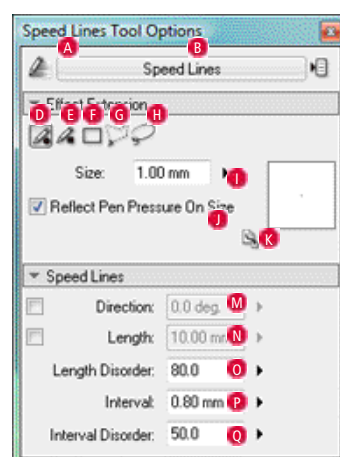 Speed Lines Tool Options
A B
Speed Lines
Effect Extension
D E F G H
Size: 1.00 mm I
Reflect Pen Pressure On Size
J
K
Speed Lines
Direction: 0.0 deg. M
Length: 10.00 mm N
Length Disorder: 80.0 O
Interval: 0.80 mm P
Interval Disorder: 50.0 Q